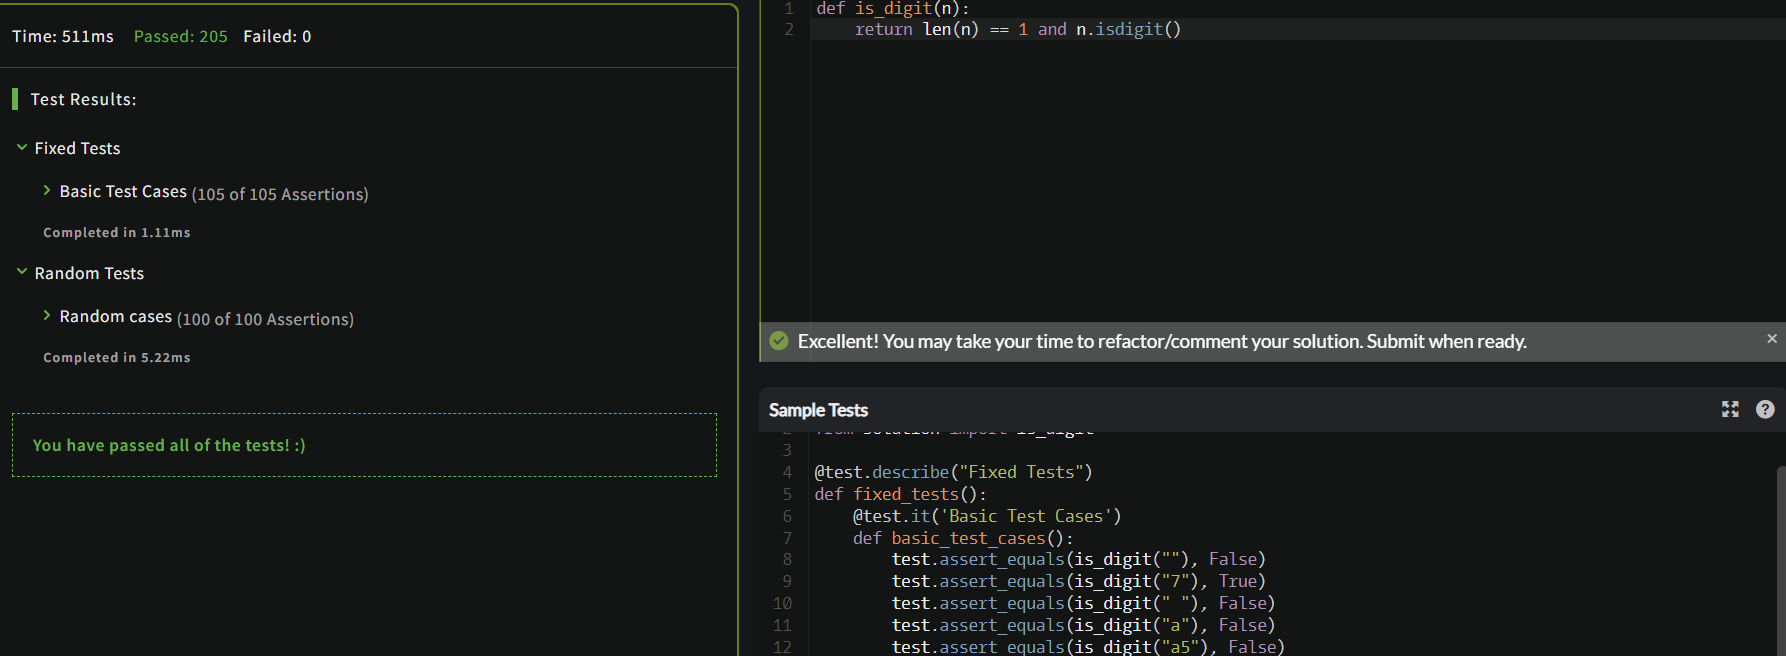 Time: 511ms Passed: 205 Failed: 0
Test Results:
Fixed Tests
Basic Test Cases (105 of 105 Assertions)
Completed in 1.11ms
Random Tests
Random cases (100 of 100 Assertions)
Completed in 5.22ms
You have passed all of the tests! :)
1 def is_digit(n):
2 return len(n) == 1 and n.isdigit()
Excellent! You may take your time to refactor/comment your solution. Submit when ready.
Sample Tests
2 from solution import is_digit
3
4 @test.describe("Fixed Tests")
5 def fixed_tests():
6 @test.it('Basic Test Cases')
7 def basic_test_cases():
8 test.assert_equals(is_digit(""), False)
9 test.assert_equals(is_digit("7"), True)
10 test.assert_equals(is_digit(" "), False)
11 test.assert_equals(is_digit("a"), False)
12 test.assert_equals(is_digit("a5"), False)